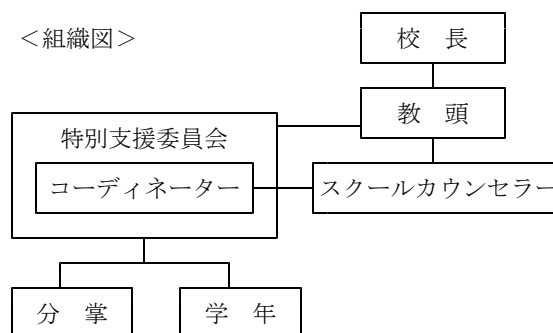 ＜組織図＞
校　長
教　頭
特別支援委員会
コーディネーター
スクールカウンセラー
分　掌
学　年